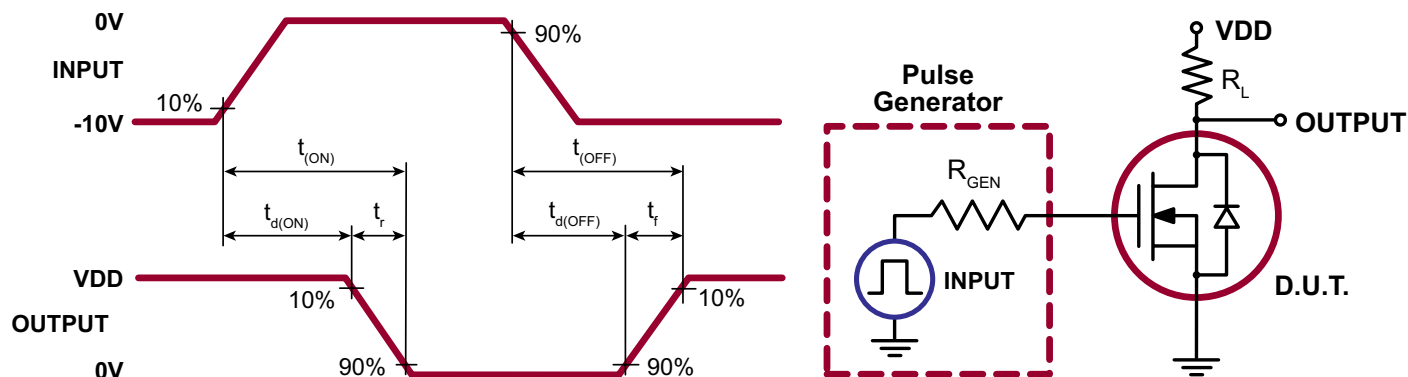 0V
INPUT
-10V
10%
90%
t(ON)
t(OFF)
td(ON)
tr
td(OFF)
tf
VDD
OUTPUT
0V
10%
90%
90%
10%
Pulse
Generator
RGEN
INPUT
VDD
RL
OUTPUT
D.U.T.